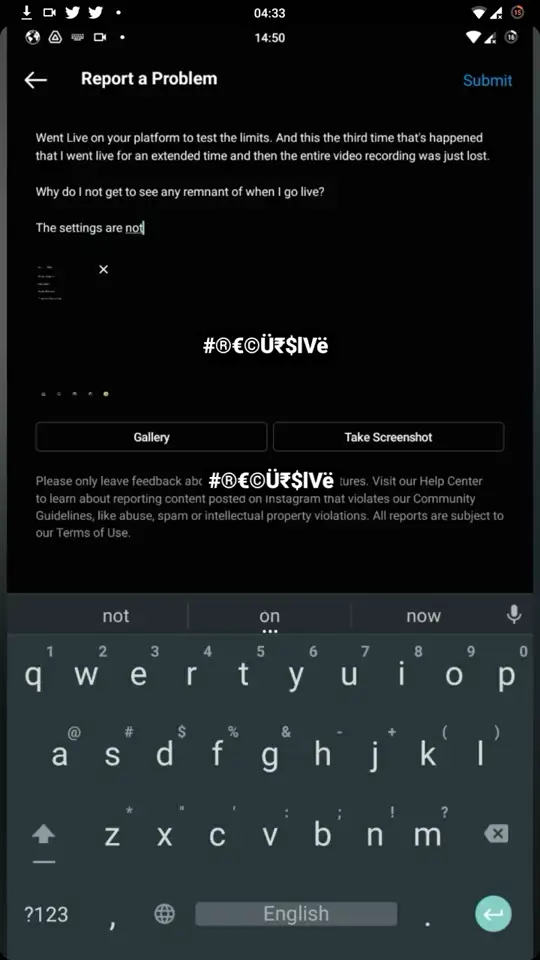 04:33
15
14:50
16
Report a Problem
Submit
Went Live on your platform to test the limits. And this the third time that's happened
that I went live for an extended time and then the entire video recording was just lost.
Why do I not get to see any remnant of when I go live?
The settings are not
#®€©Ü₹$IVë
Gallery
Take Screenshot
Please only leave feedback #®€©Ü₹$IVë Visit our Help Center
to learn about reporting content posted on Instagram that violates our Community
Guidelines, like abuse, spam or intellectual property violations. All reports are subject to
our Terms of Use.
not on now
1 2 3 4 5 6 7 8 9 0
q w e r t y u i o p
@ # $ % & - + ( )
a s d f g h j k l
* " ' : ; ! ?
z x c v b n m
?123 , English .